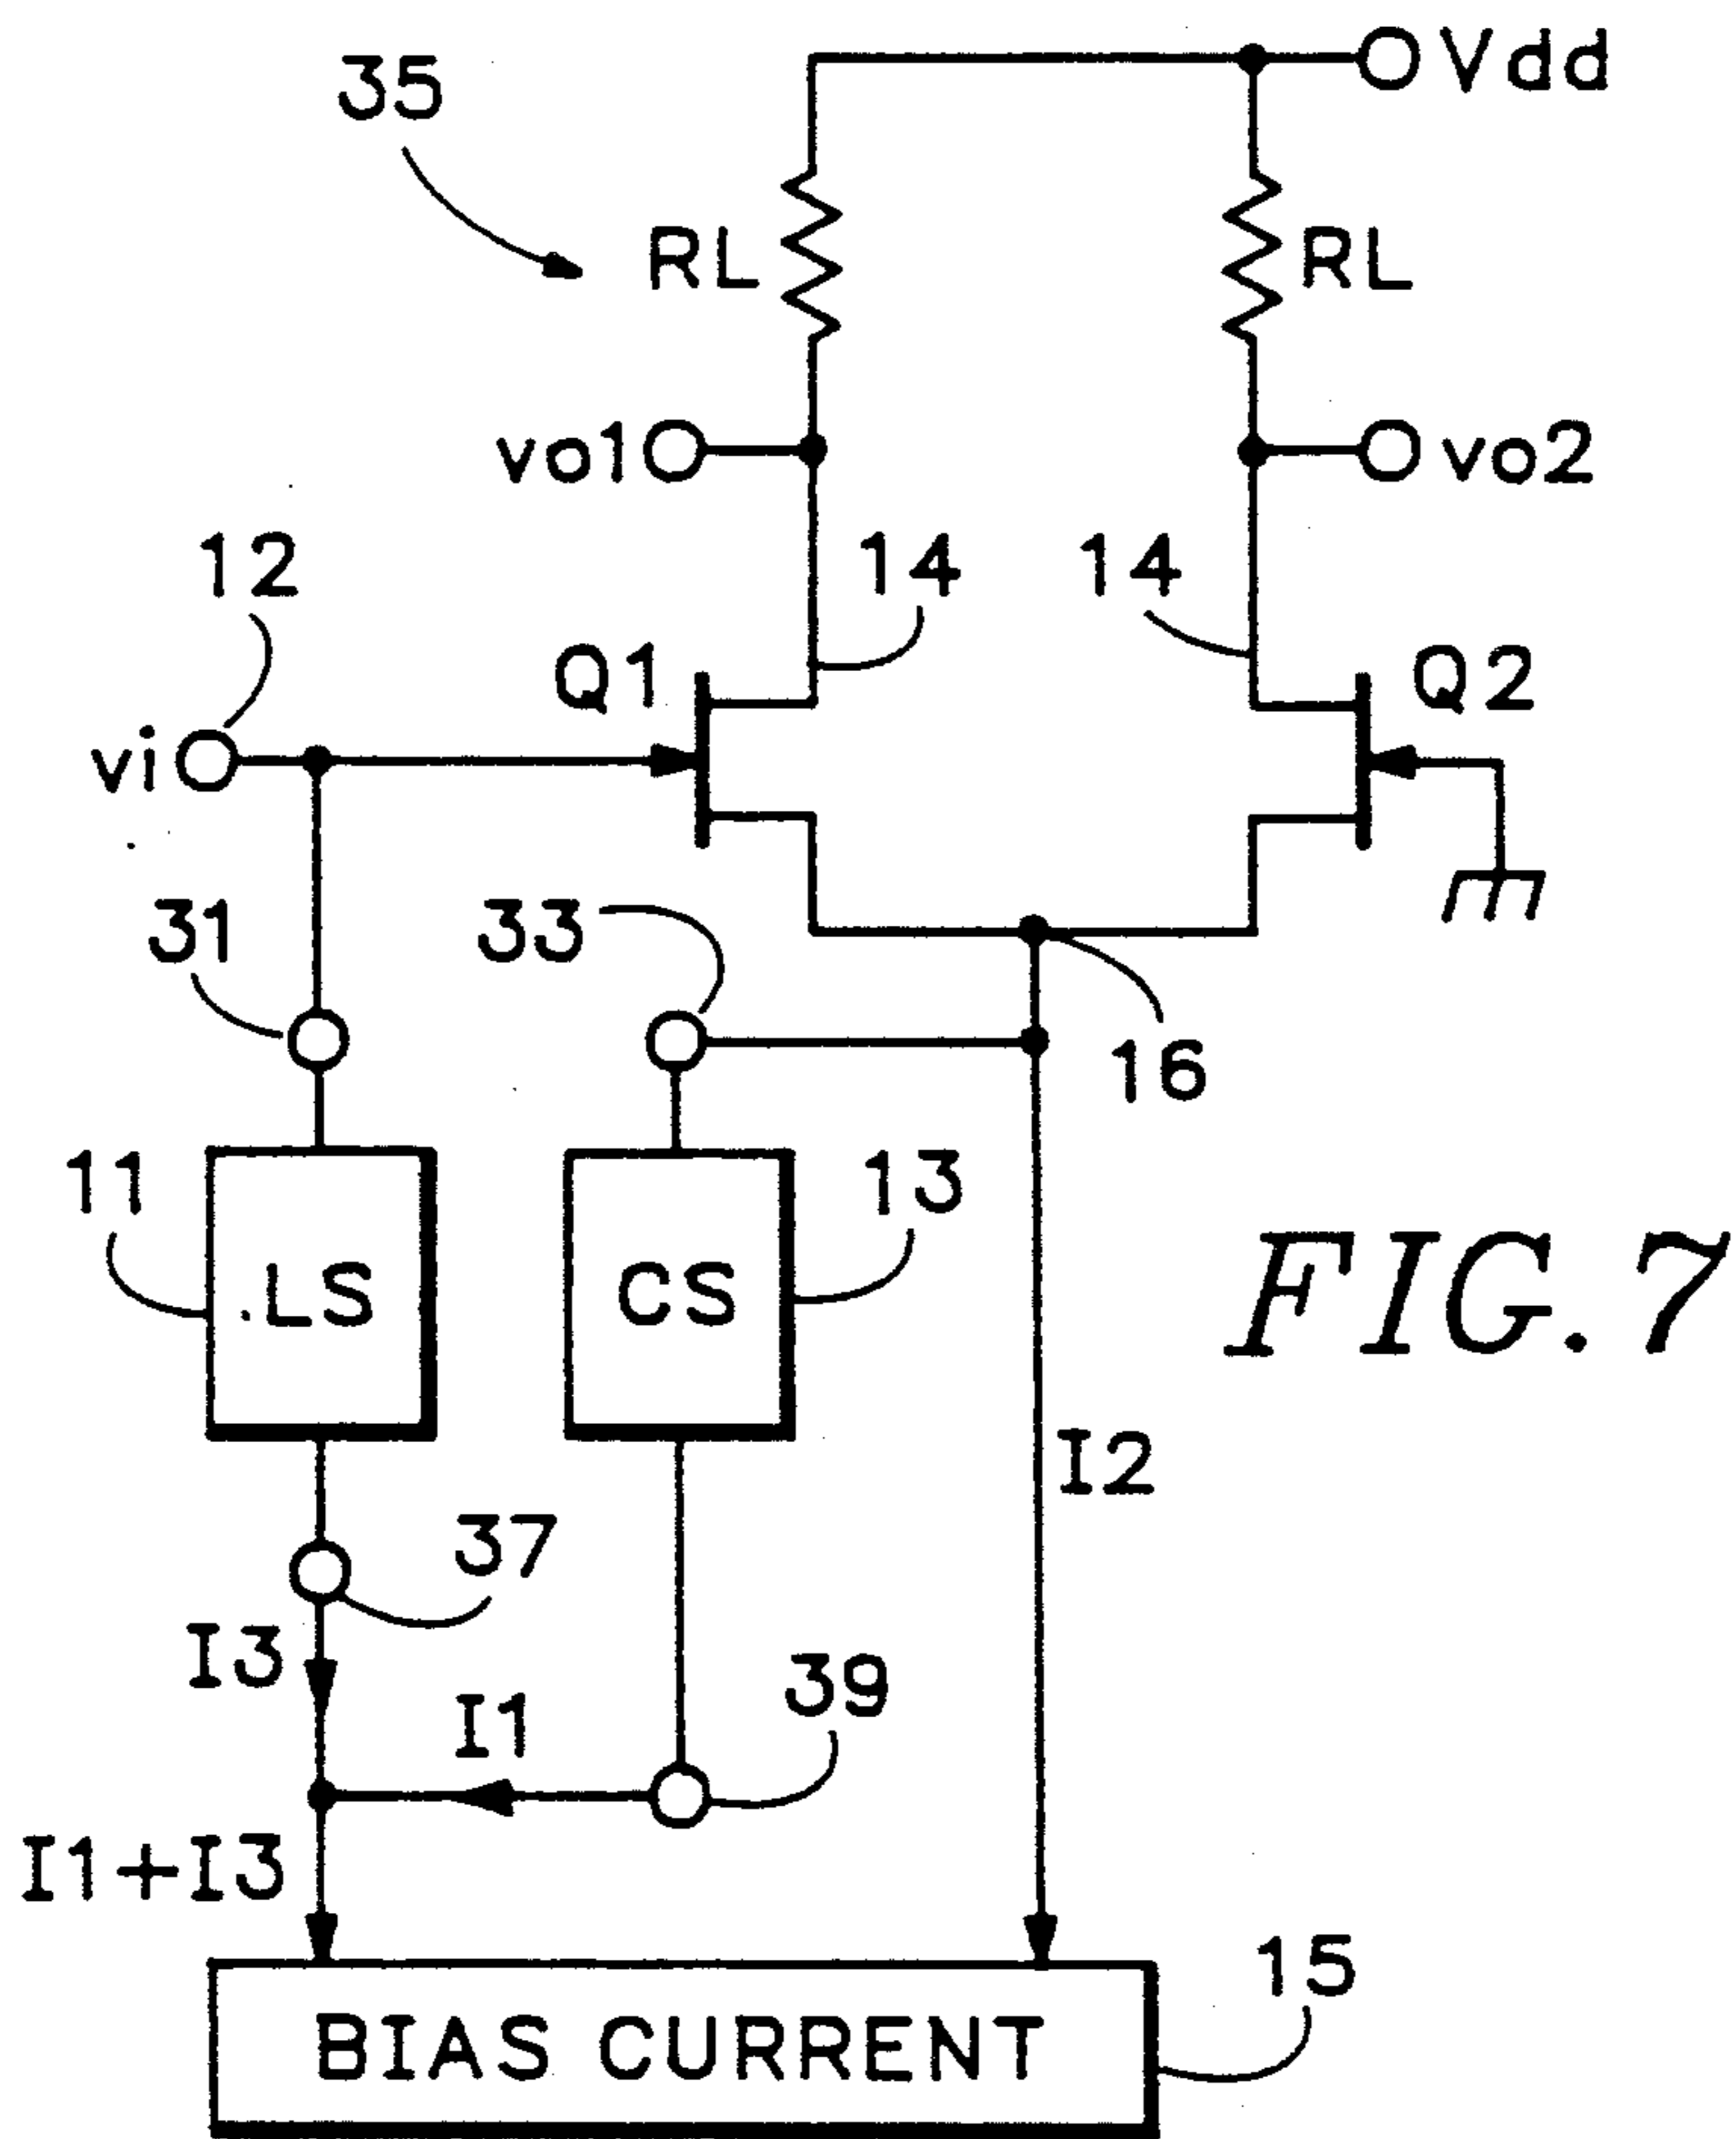 35
Vdd
RL
RL
vo1
vo2
12
14
14
Q1
Q2
vi
31
33
16
11
13
.LS
CS
FIG. 7
I2
37
I3
39
I1
I1+I3
15
BIAS CURRENT